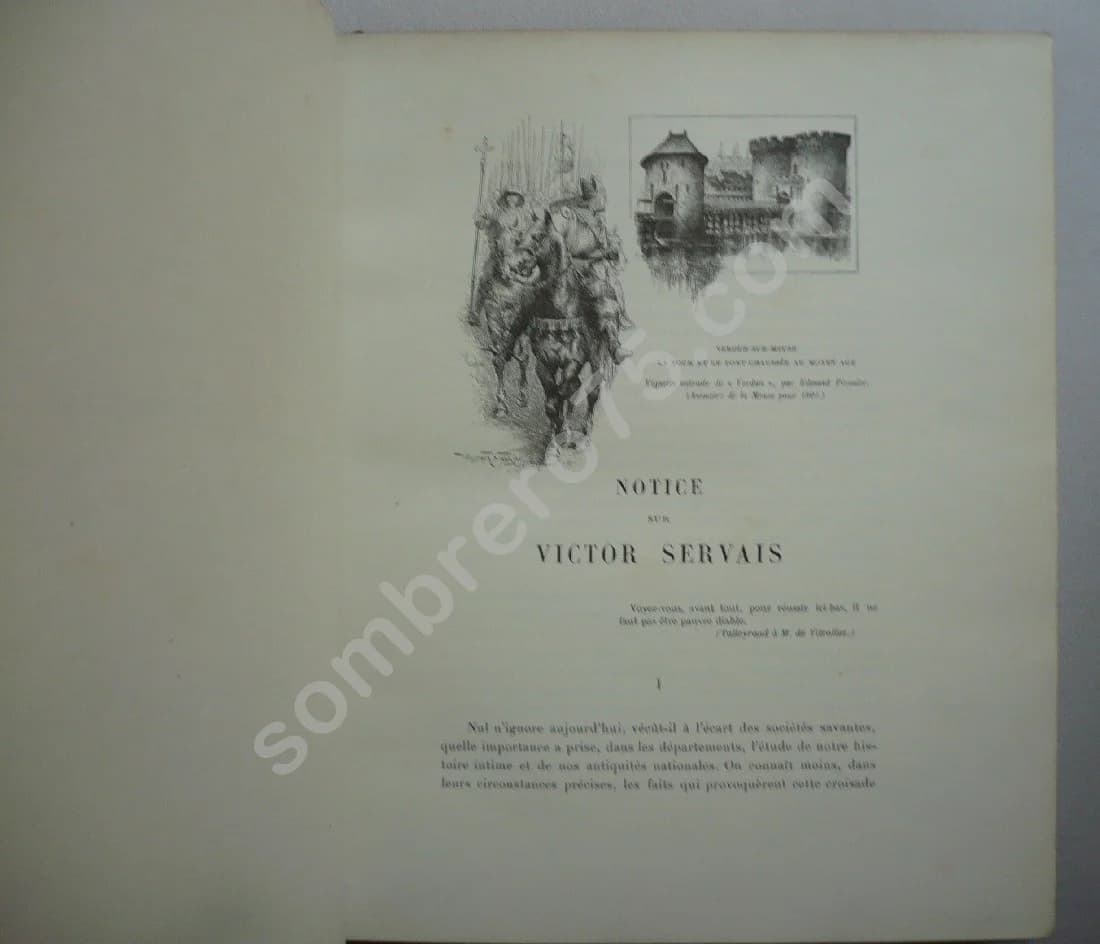 VERDUN-SUR-MEUSE
LA TOUR ET LE PONT-CHAUSSÉE AU MOYEN AGE
Vignette extraite de « Verdun », par Edmond
de la Meuse pour
NOTICE
SUR
VICTOR SERVAIS
Voyez-vous, avant tout, pour réussir ici-bas, il ne
faut pas être pauvre diable.
(Talleyrand à M. de Vitrolles.)
I
Nul n'ignore aujourd'hui, vécût-il à l'écart des sociétés savantes,
quelle importance a prise, dans les départements, l'étude de notre his-
toire intime et de nos antiquités nationales. On connaît moins, dans
leurs circonstances précises, les faits qui provoquèrent cette croisade
sombrero75.com